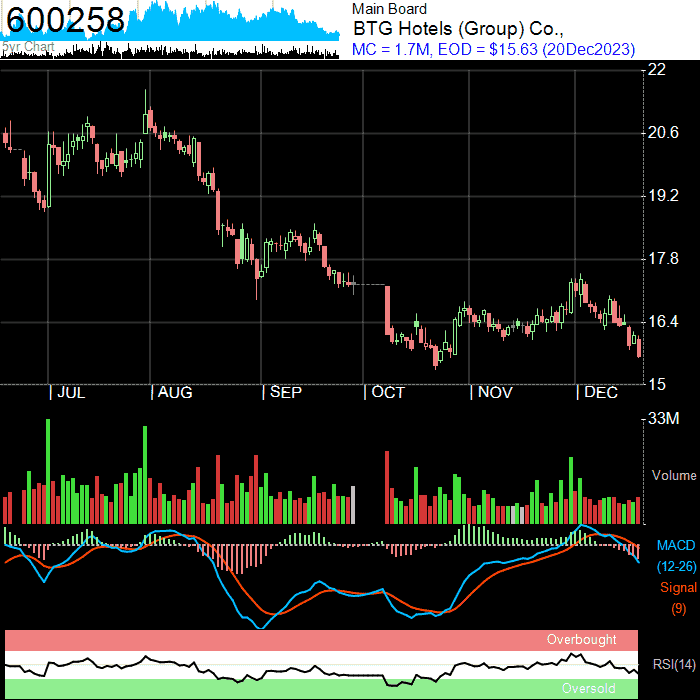 600258
5yr Chart
Main Board
BTG Hotels (Group) Co.,
MC = 1.7M, EOD = $15.63 (20Dec2023)
22
20.6
19.2
17.8
16.4
15
JUL AUG SEP OCT NOV DEC
33M
Volume
MACD
(12-26)
Signal
(9)
Overbought
RSI(14)
Oversold